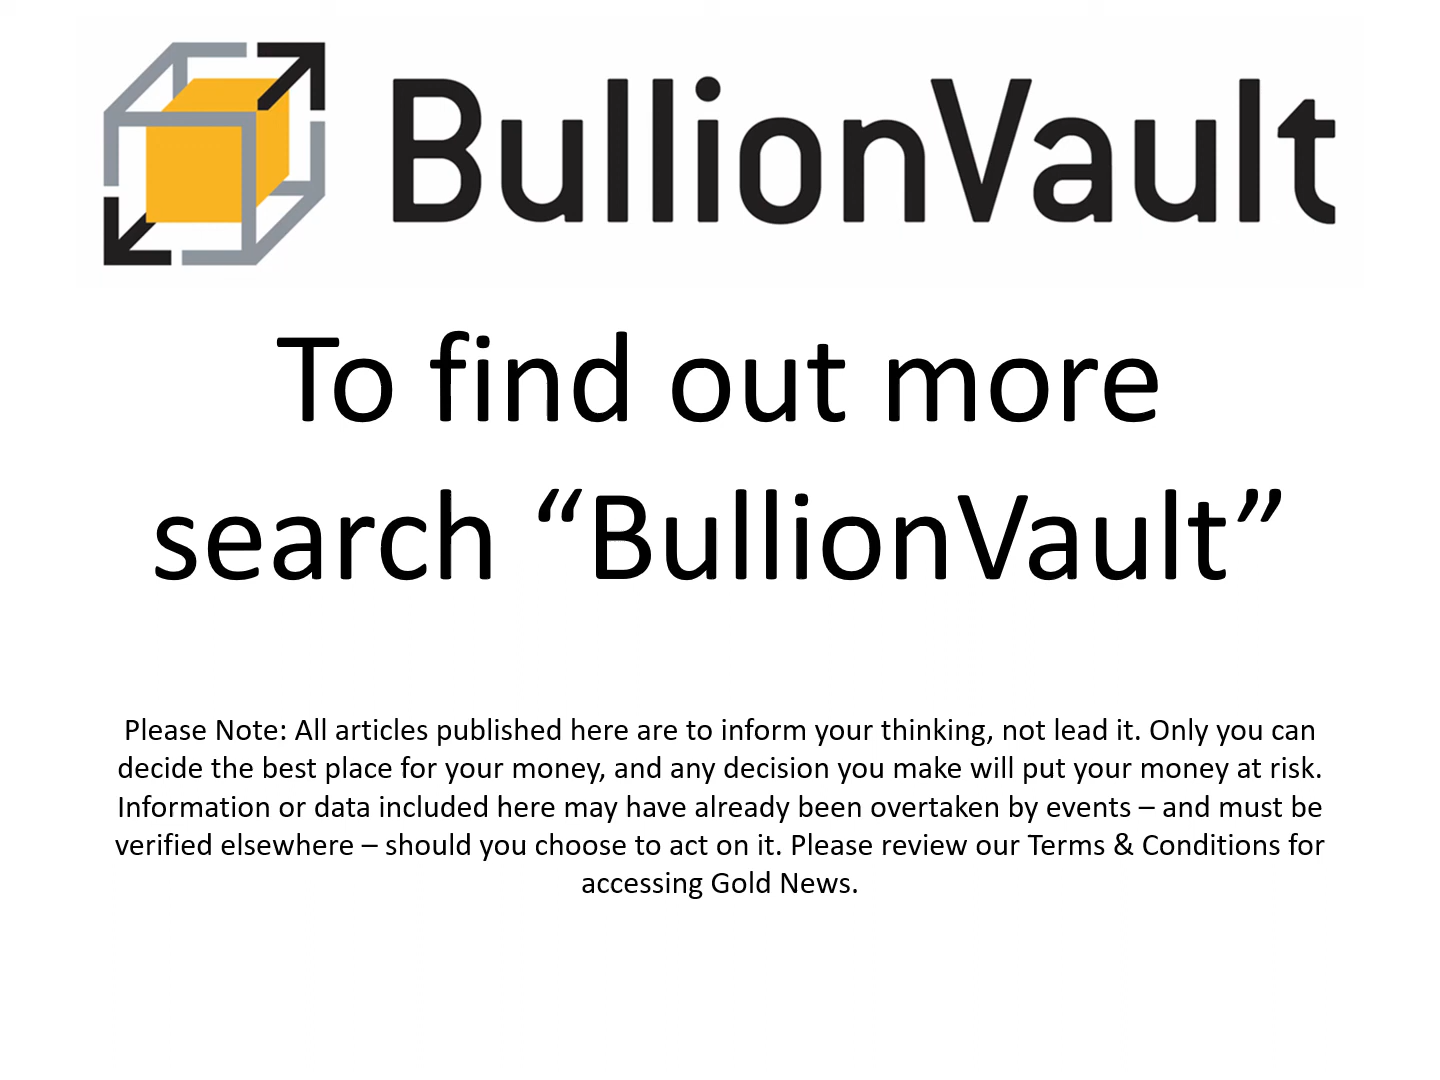 BullionVault
To find out more
search “BullionVault”
Please Note: All articles published here are to inform your thinking, not lead it. Only you can
decide the best place for your money, and any decision you make will put your money at risk.
Information or data included here may have already been overtaken by events – and must be
verified elsewhere – should you choose to act on it. Please review our Terms & Conditions for
accessing Gold News.